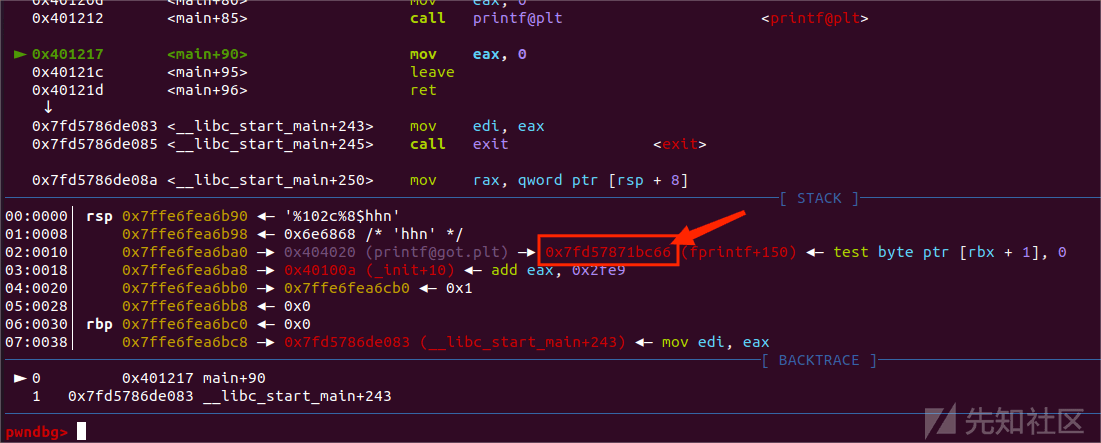 0x40120d <main+80> mov eax, 0
0x401212 <main+85> call printf@plt <printf@plt>
► 0x401217 <main+90> mov eax, 0
0x40121c <main+95> leave
0x40121d <main+96> ret
↓
0x7fd5786de083 <__libc_start_main+243> mov edi, eax
0x7fd5786de085 <__libc_start_main+245> call exit <exit>
0x7fd5786de08a <__libc_start_main+250> mov rax, qword ptr [rsp + 8]
[ STACK ]
00:0000│ rsp 0x7ffe6fea6b90 ◂— '%102c%8$hhn'
01:0008│ 0x7ffe6fea6b98 ◂— 0x6e6868 /* 'hhn' */
02:0010│ 0x7ffe6fea6ba0 —▸ 0x404020 (printf@got.plt) —▸ 0x7fd57871bc66 (fprintf+150) ◂— test byte ptr [rbx + 1], 0
03:0018│ 0x7ffe6fea6ba8 —▸ 0x40100a (_init+10) ◂— add eax, 0x2fe9
04:0020│ 0x7ffe6fea6bb0 —▸ 0x7ffe6fea6cb0 ◂— 0x1
05:0028│ 0x7ffe6fea6bb8 ◂— 0x0
06:0030│ rbp 0x7ffe6fea6bc0 ◂— 0x0
07:0038│ 0x7ffe6fea6bc8 —▸ 0x7fd5786de083 (__libc_start_main+243) ◂— mov edi, eax
[ BACKTRACE ]
► 0 0x401217 main+90
1 0x7fd5786de083 __libc_start_main+243
pwndbg>
先知社区